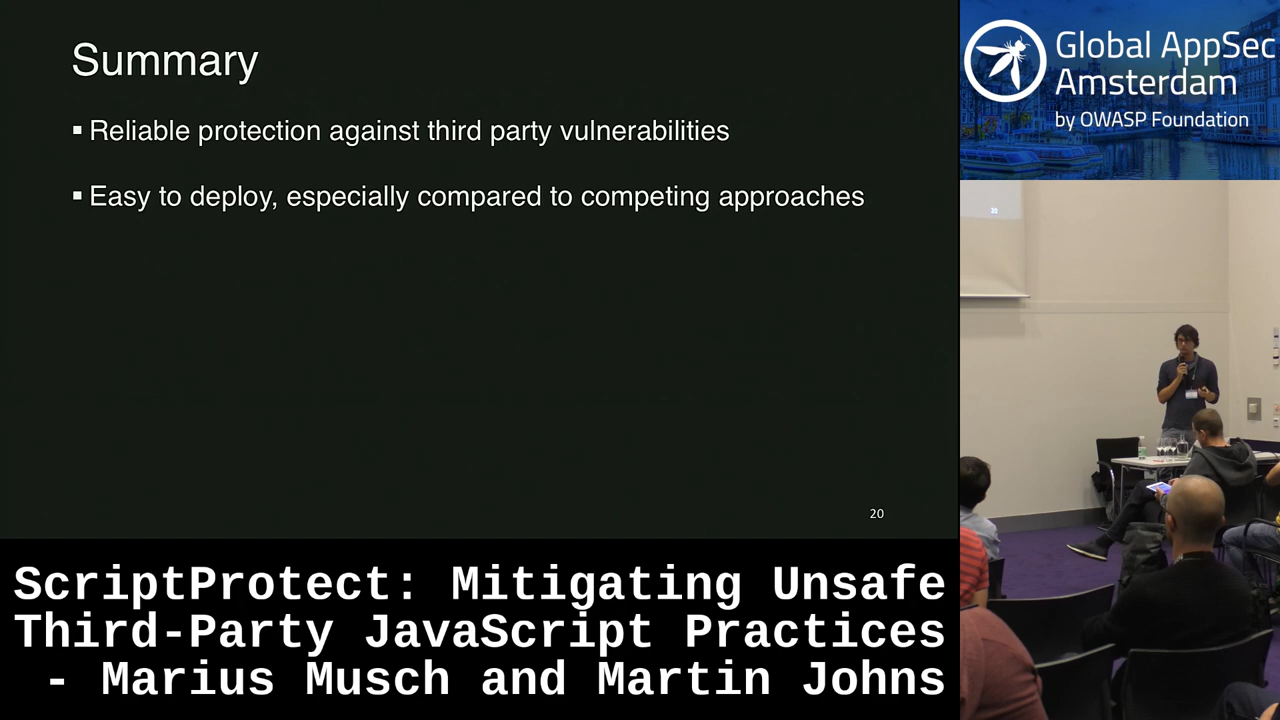 Summary
▪ Reliable protection against third party vulnerabilities
▪ Easy to deploy, especially compared to competing approaches
20
ScriptProtect: Mitigating Unsafe
Third-Party JavaScript Practices
- Marius Musch and Martin Johns
Global AppSec
Amsterdam
by OWASP Foundation
20